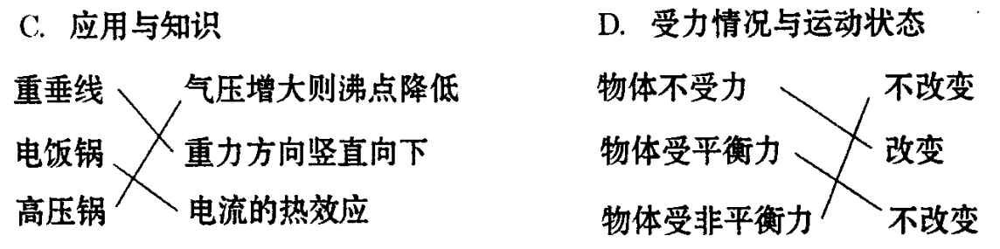 C. 应用与知识
重垂线 气压增大则沸点降低
电饭锅 重力方向竖直向下
高压锅 电流的热效应
D. 受力情况与运动状态
物体不受力 不改变
物体受平衡力 改变
物体受非平衡力 不改变